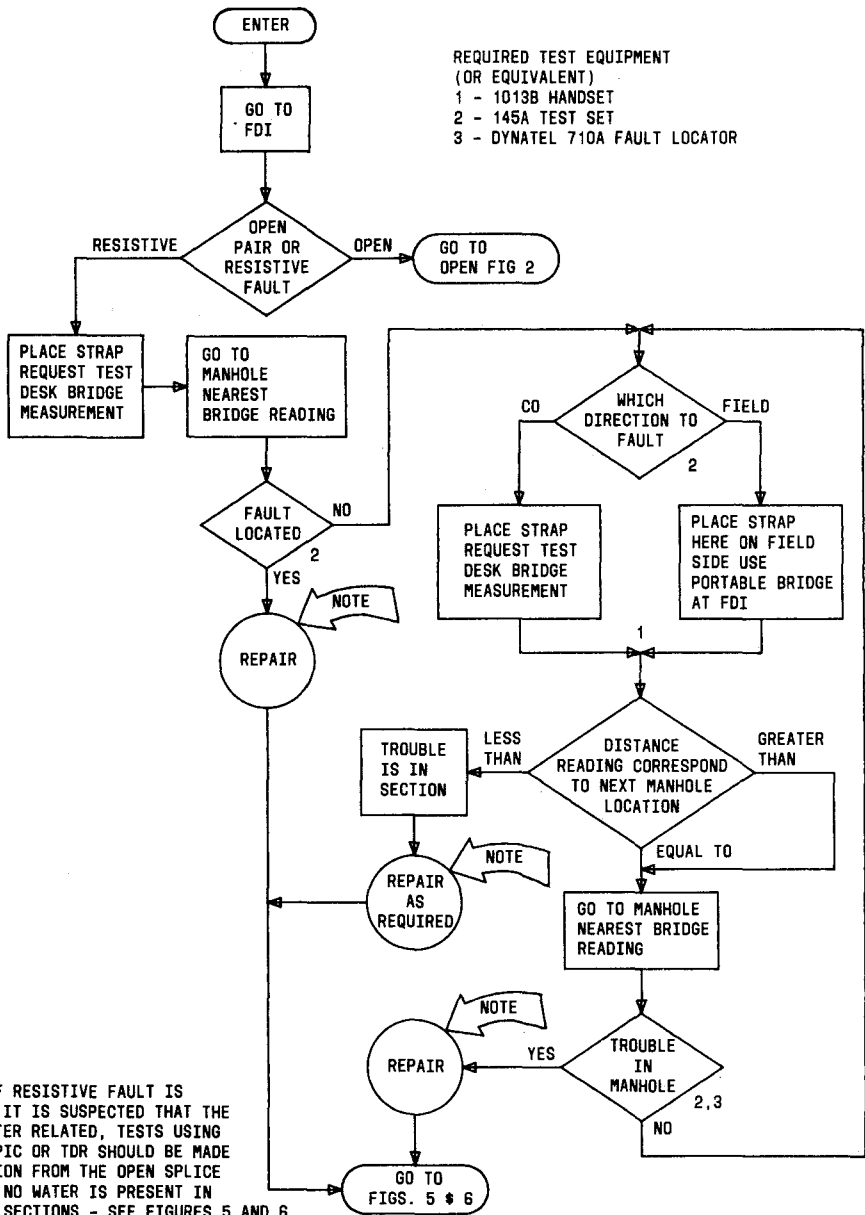 ENTER
REQUIRED TEST EQUIPMENT
(OR EQUIVALENT)
1 - 1013B HANDSET
2 - 145A TEST SET
3 - DYNATEL 710A FAULT LOCATOR
GO TO
FDI
OPEN
PAIR OR
RESISTIVE
FAULT
RESISTIVE
OPEN
GO TO
OPEN FIG 2
PLACE STRAP
REQUEST TEST
DESK BRIDGE
MEASUREMENT
GO TO
MANHOLE
NEAREST
BRIDGE READING
FAULT
LOCATED
2
NO
YES
NOTE
REPAIR
WHICH
DIRECTION TO
FAULT
2
CO
FIELD
PLACE STRAP
REQUEST TEST
DESK BRIDGE
MEASUREMENT
PLACE STRAP
HERE ON FIELD
SIDE USE
PORTABLE BRIDGE
AT FDI
1
DISTANCE
READING CORRESPOND
TO NEXT MANHOLE
LOCATION
LESS
THAN
GREATER
THAN
EQUAL TO
TROUBLE
IS IN
SECTION
NOTE
REPAIR
AS
REQUIRED
GO TO MANHOLE
NEAREST BRIDGE
READING
TROUBLE
IN
MANHOLE
2,3
YES
NO
NOTE
REPAIR
GO TO
FIGS. 5 $ 6
F RESISTIVE FAULT IS
IT IS SUSPECTED THAT THE
TER RELATED, TESTS USING
PIC OR TDR SHOULD BE MADE
ION FROM THE OPEN SPLICE
NO WATER IS PRESENT IN
SECTIONS - SEE FIGURES 5 AND 6